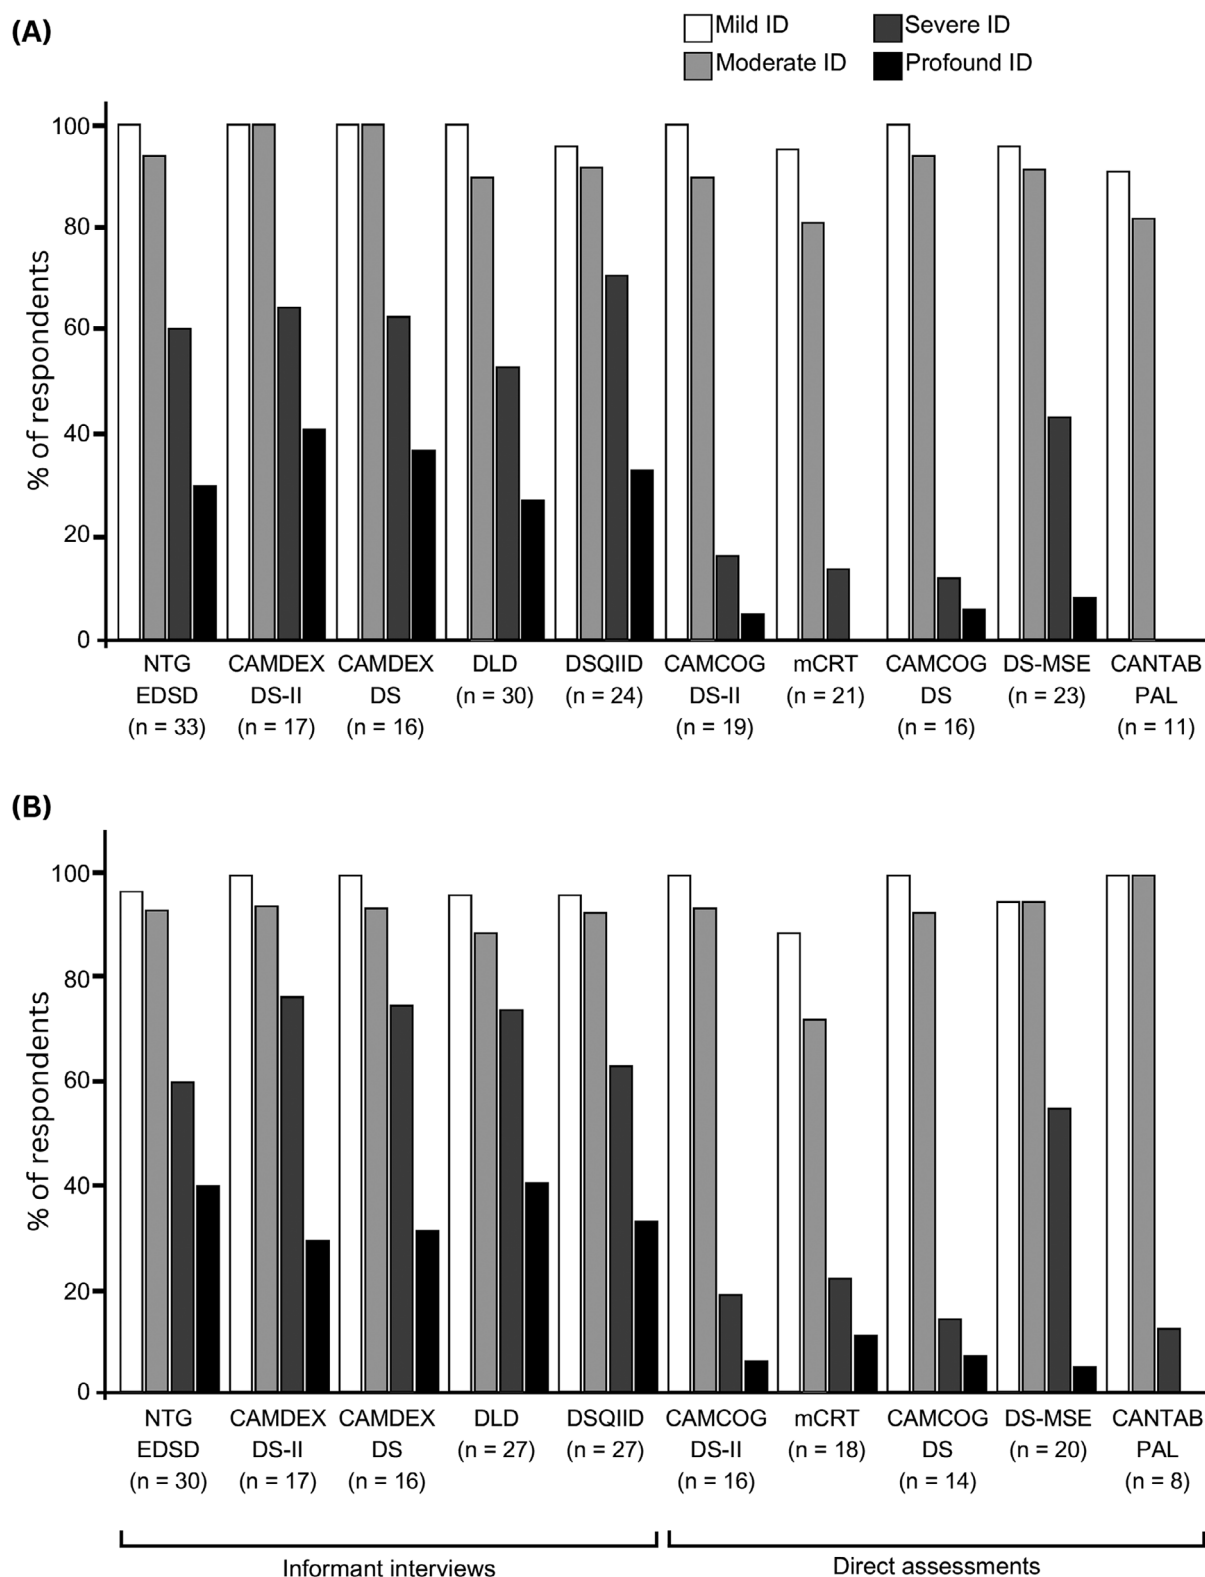 (A)
Mild ID
Severe ID
Moderate ID
Profound ID
% of respondents
100
80
60
40
20
0
NTG
EDSD
(n = 33)
CAMDEX
DS-II
(n = 17)
CAMDEX
DS
(n = 16)
DLD
(n = 30)
DSQIID
(n = 24)
CAMCOG
DS-II
(n = 19)
mCRT
(n = 21)
CAMCOG
DS
(n = 16)
DS-MSE
(n = 23)
CANTAB
PAL
(n = 11)
(B)
% of respondents
100
80
60
40
20
0
NTG
EDSD
(n = 30)
CAMDEX
DS-II
(n = 17)
CAMDEX
DS
(n = 16)
DLD
(n = 27)
DSQIID
(n = 27)
CAMCOG
DS-II
(n = 16)
mCRT
(n = 18)
CAMCOG
DS
(n = 14)
DS-MSE
(n = 20)
CANTAB
PAL
(n = 8)
Informant interviews
Direct assessments